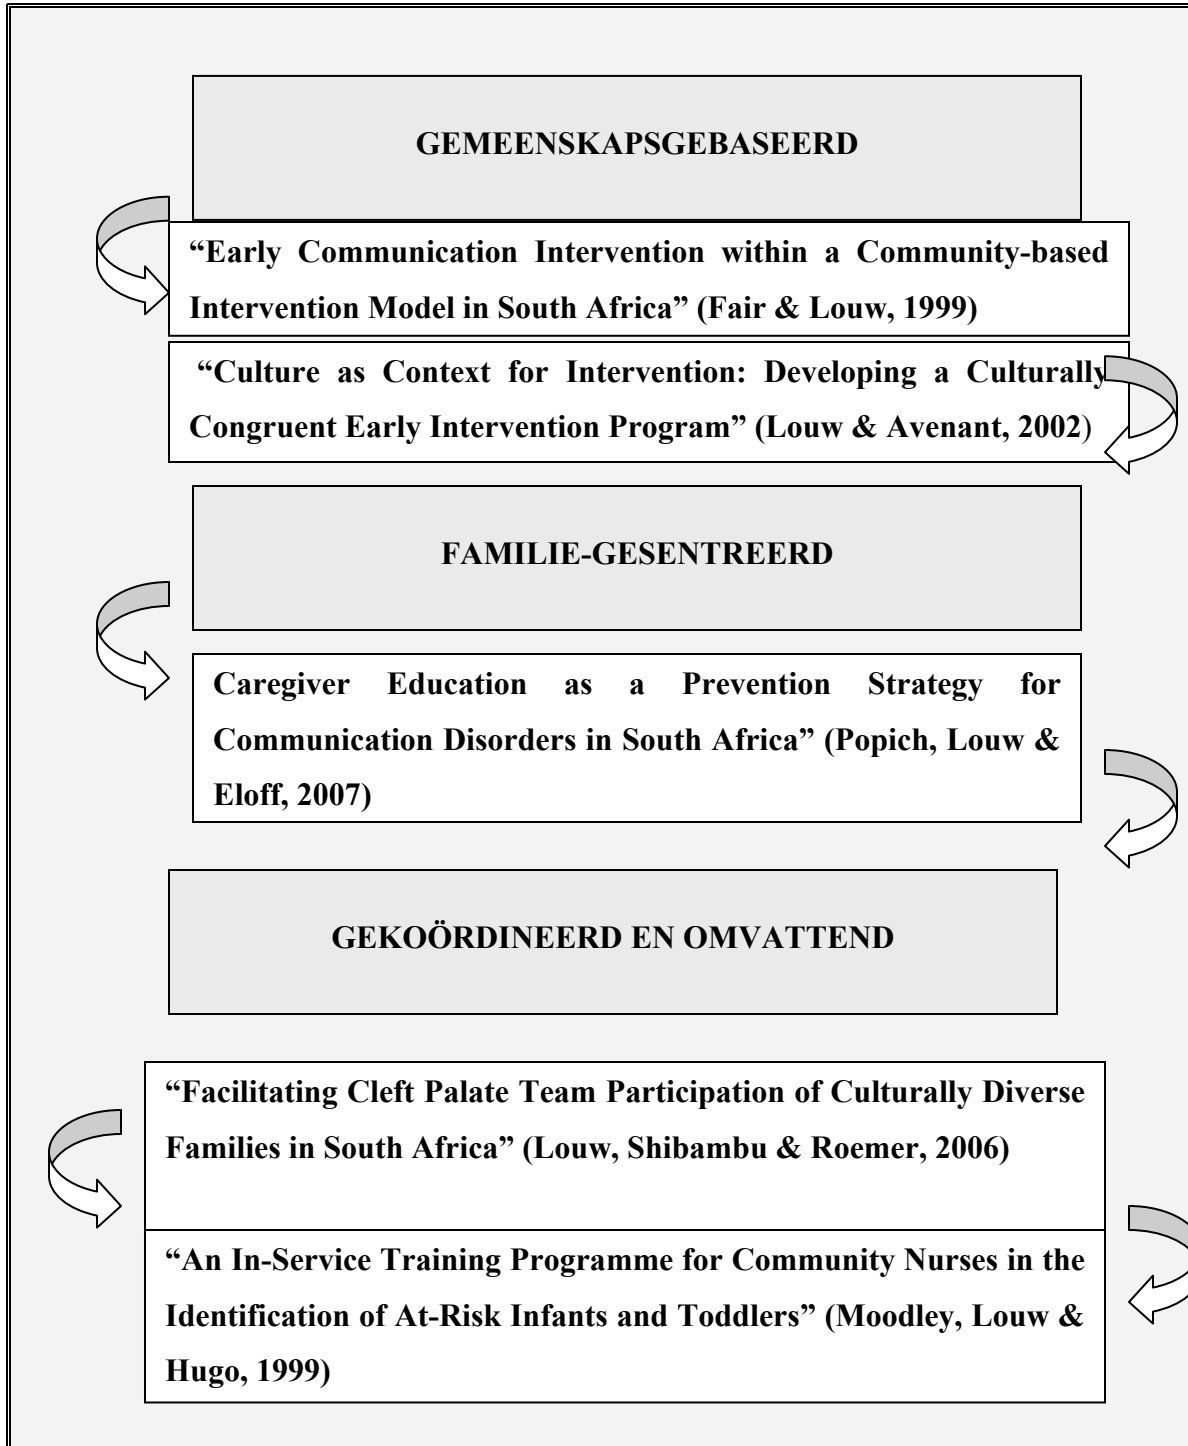 GEMEENSKAPSGEBASEERD
“Early Communication Intervention within a Community-based
Intervention Model in South Africa” (Fair & Louw, 1999)
“Culture as Context for Intervention: Developing a Culturally
Congruent Early Intervention Program” (Louw & Avenant, 2002)
FAMILIE-GESENTREERD
Caregiver Education as a Prevention Strategy for
Communication Disorders in South Africa” (Popich, Louw &
Eloff, 2007)
GEKOÖRDINEERD EN OMVATTEND
“Facilitating Cleft Palate Team Participation of Culturally Diverse
Families in South Africa” (Louw, Shibambu & Roemer, 2006)
“An In-Service Training Programme for Community Nurses in the
Identification of At-Risk Infants and Toddlers” (Moodley, Louw &
Hugo, 1999)